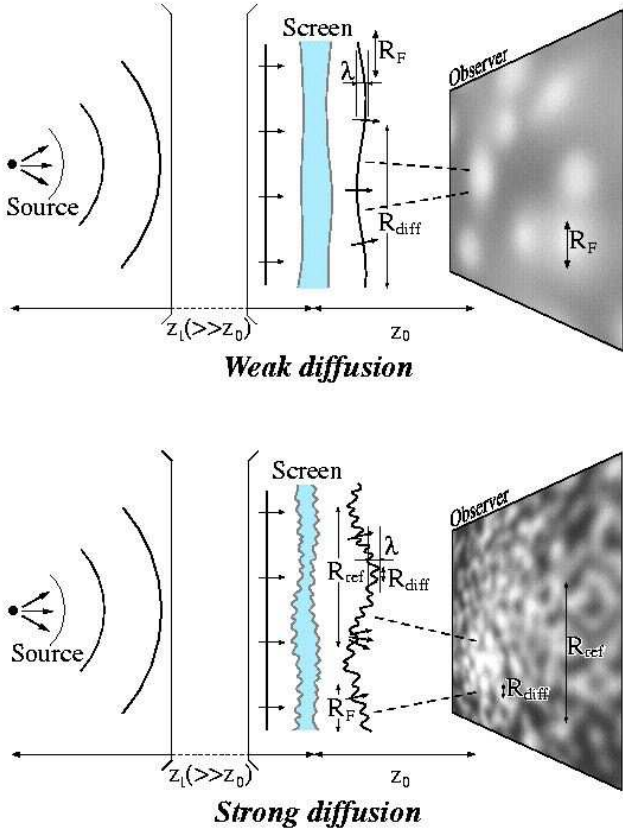 Screen
R_F
λ
Observer
Source
R_diff
R_F
z_1(>>z_0)
z_0
Weak diffusion
Screen
Observer
λ
R_ref
R_diff
Source
R_ref
R_diff
R_F
z_1(>>z_0)
z_0
Strong diffusion